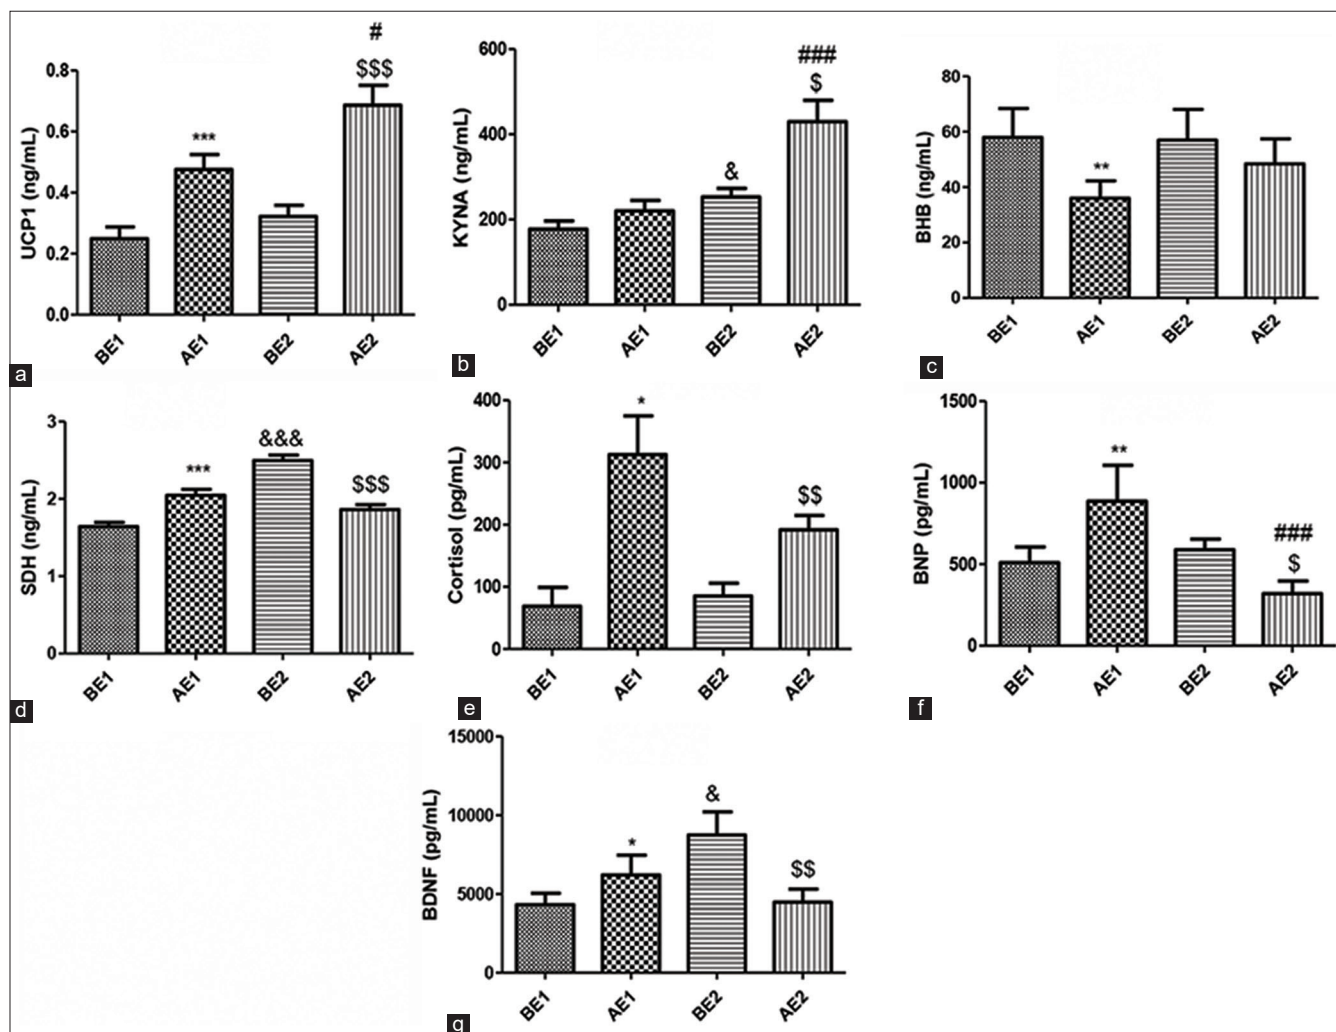 #
$$$
***
0.8
0.6
0.4
0.2
0.0
UCP1 (ng/mL)
BE1
AE1
BE2
AE2
a
###
$
&
600
400
200
0
KYNA (ng/mL)
BE1
AE1
BE2
AE2
b
**
80
60
40
20
0
BHB (ng/mL)
BE1
AE1
BE2
AE2
c
&&&
***
$$$
3
2
1
0
SDH (ng/mL)
BE1
AE1
BE2
AE2
d
*
$$
400
300
200
100
0
Cortisol (pg/mL)
BE1
AE1
BE2
AE2
e
**
###
$
1500
1000
500
0
BNP (pg/mL)
BE1
AE1
BE2
AE2
f
&
*
$$
15000
10000
5000
0
BDNF (pg/mL)
BE1
AE1
BE2
AE2
g